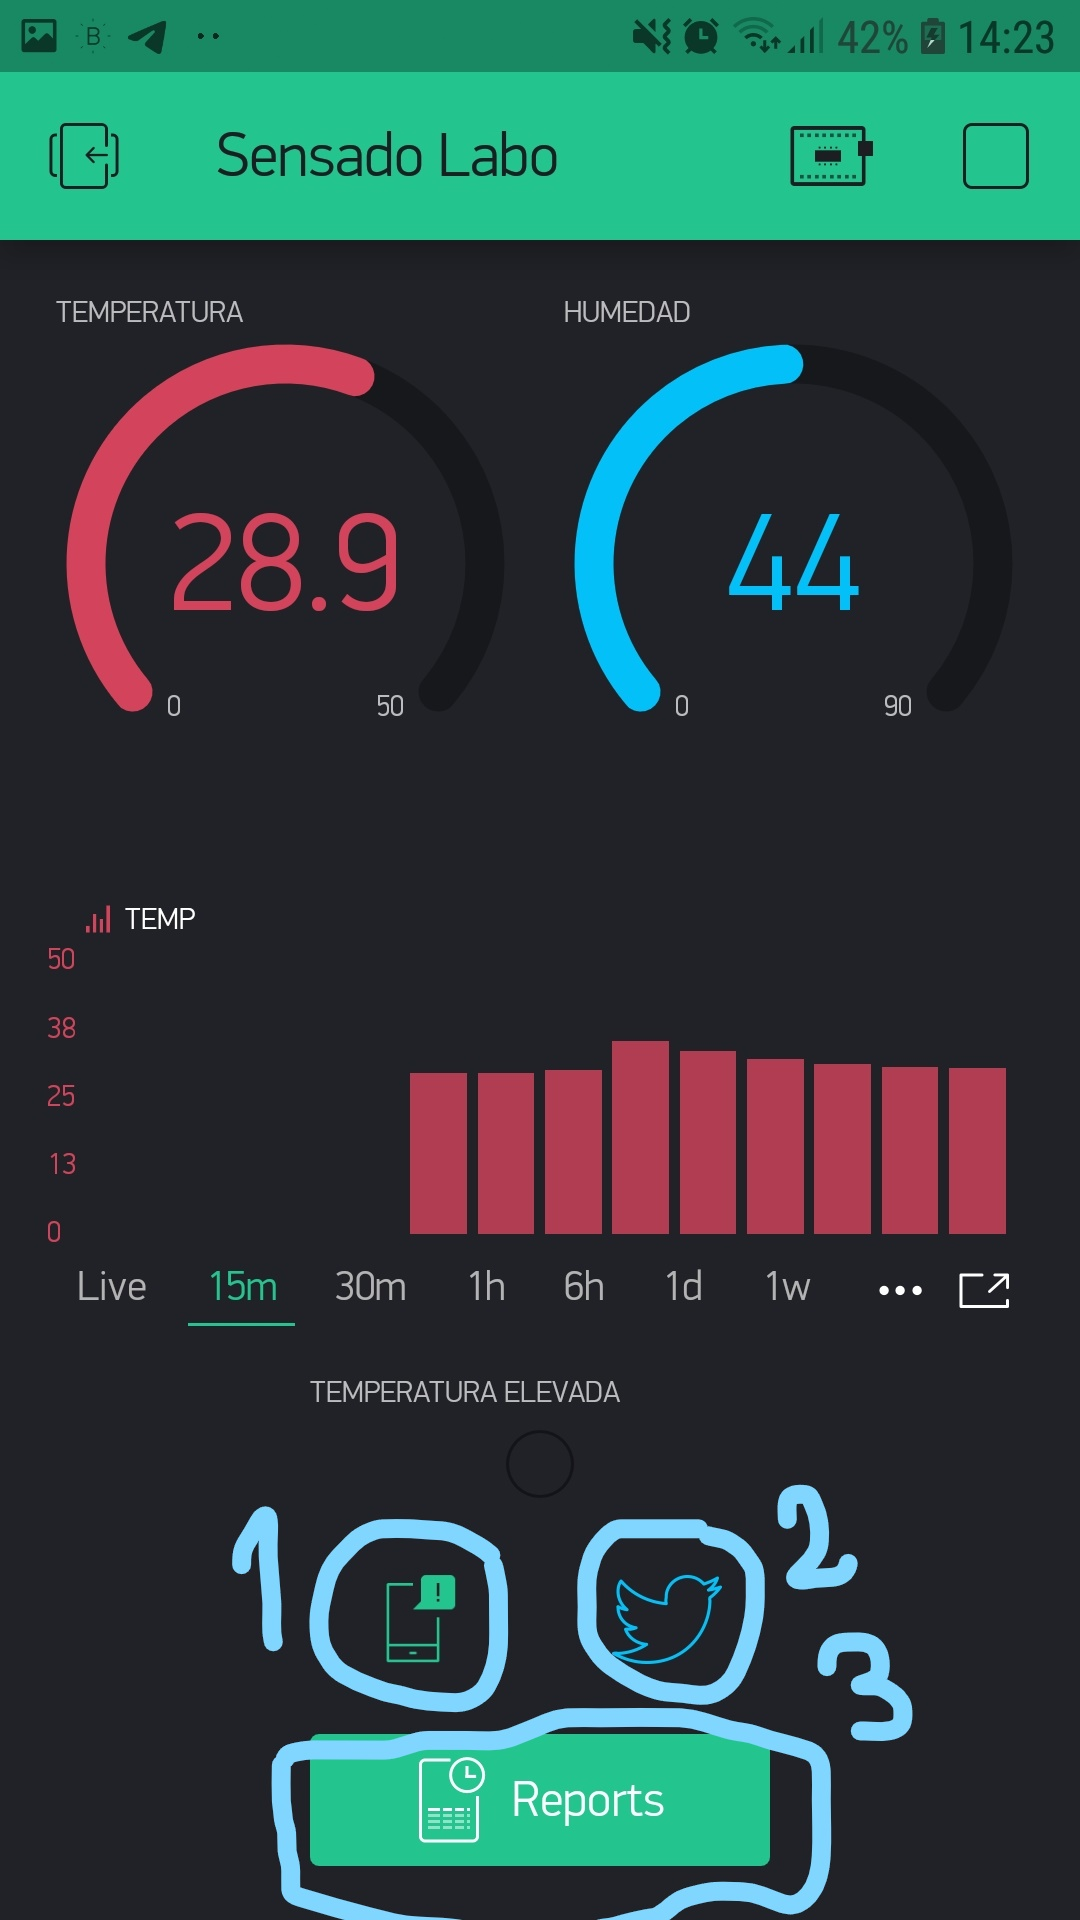 42% 14:23
Sensado Labo
TEMPERATURA HUMEDAD
28.9 44
0 50 0 90
TEMP
50
38
25
13
0
Live 15m 30m 1h 6h 1d 1w
TEMPERATURA ELEVADA
1 2
3
Reports